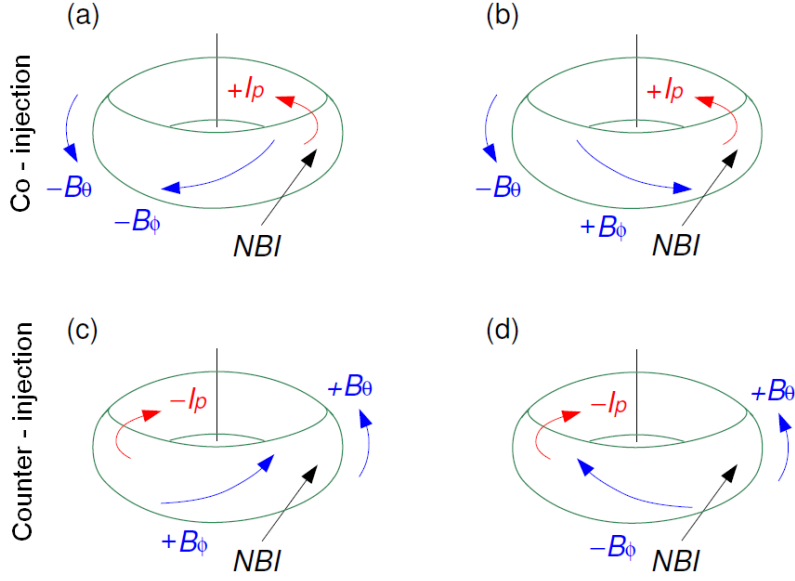 (a)
(b)
Co - injection
+Ip
−Bθ
−Bϕ
NBI
+Ip
−Bθ
+Bϕ
NBI
(c)
(d)
Counter - injection
−Ip
+Bθ
+Bϕ
NBI
−Ip
+Bθ
−Bϕ
NBI